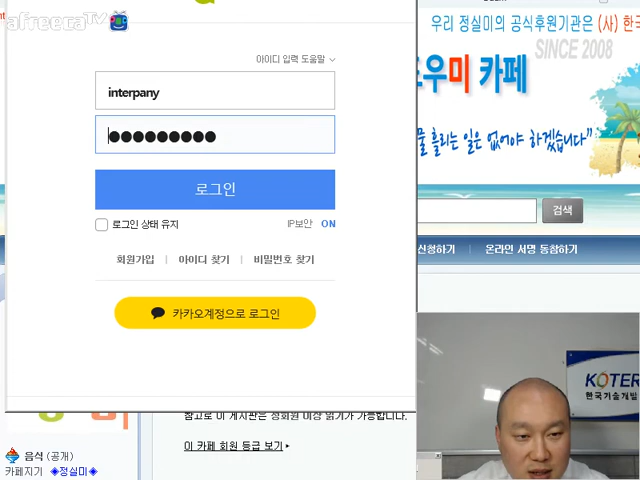 afreecaTV
아이디 입력 도움말
interpany
로그인
로그인 상태 유지
IP보안 ON
회원가입
아이디 찾기
비밀번호 찾기
카카오계정으로 로그인
우리 정실미의 공식후원기관은 (사) 한국
SINCE 2008
도우미 카페
물 흘리는 일은 없어야 하겠습니다"
검색
신청하기
온라인 서명 동참하기
KOTER
한국기술개발
참고로 이 게시판은 정회원 이상 읽기가 가능합니다.
이 카페 회원 등급 보기
음식 (공개)
카페지기 ◈정실미◈